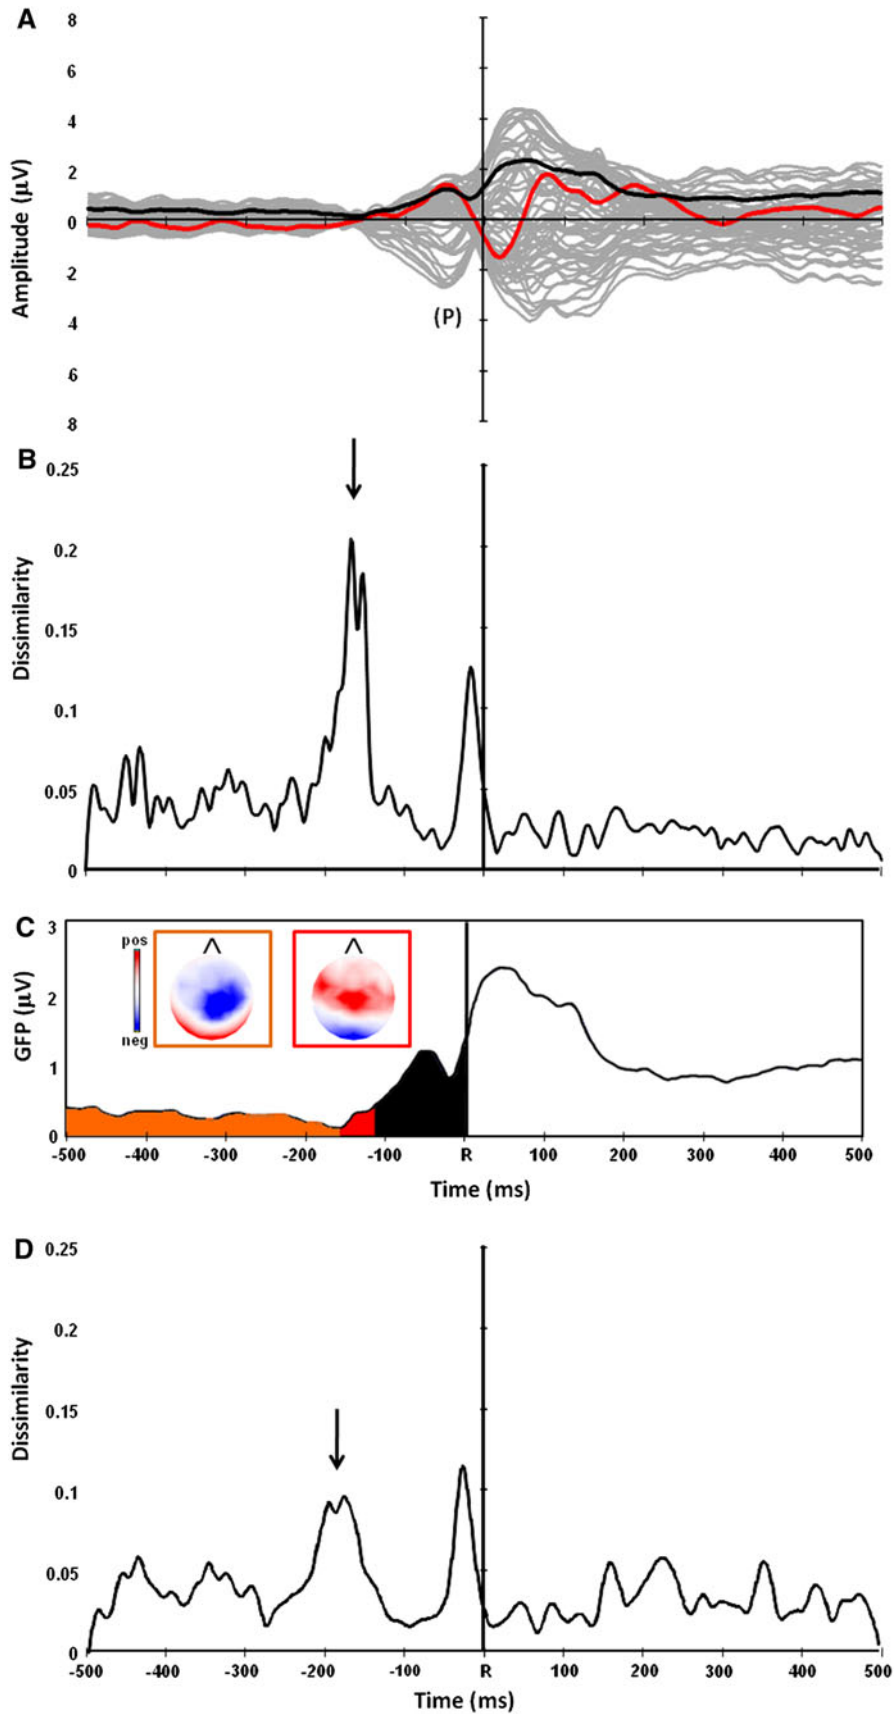 A
8
6
4
2
0
2
4
6
8
Amplitude (µV)
(P)
B
0.25
0.2
0.15
0.1
0.05
0
Dissimilarity
C
3
2
1
0
GFP (µV)
pos
neg
-500 -400 -300 -200 -100 R 100 200 300 400 500
Time (ms)
D
0.25
0.2
0.15
0.1
0.05
0
Dissimilarity
-500 -400 -300 -200 -100 R 100 200 300 400 500
Time (ms)